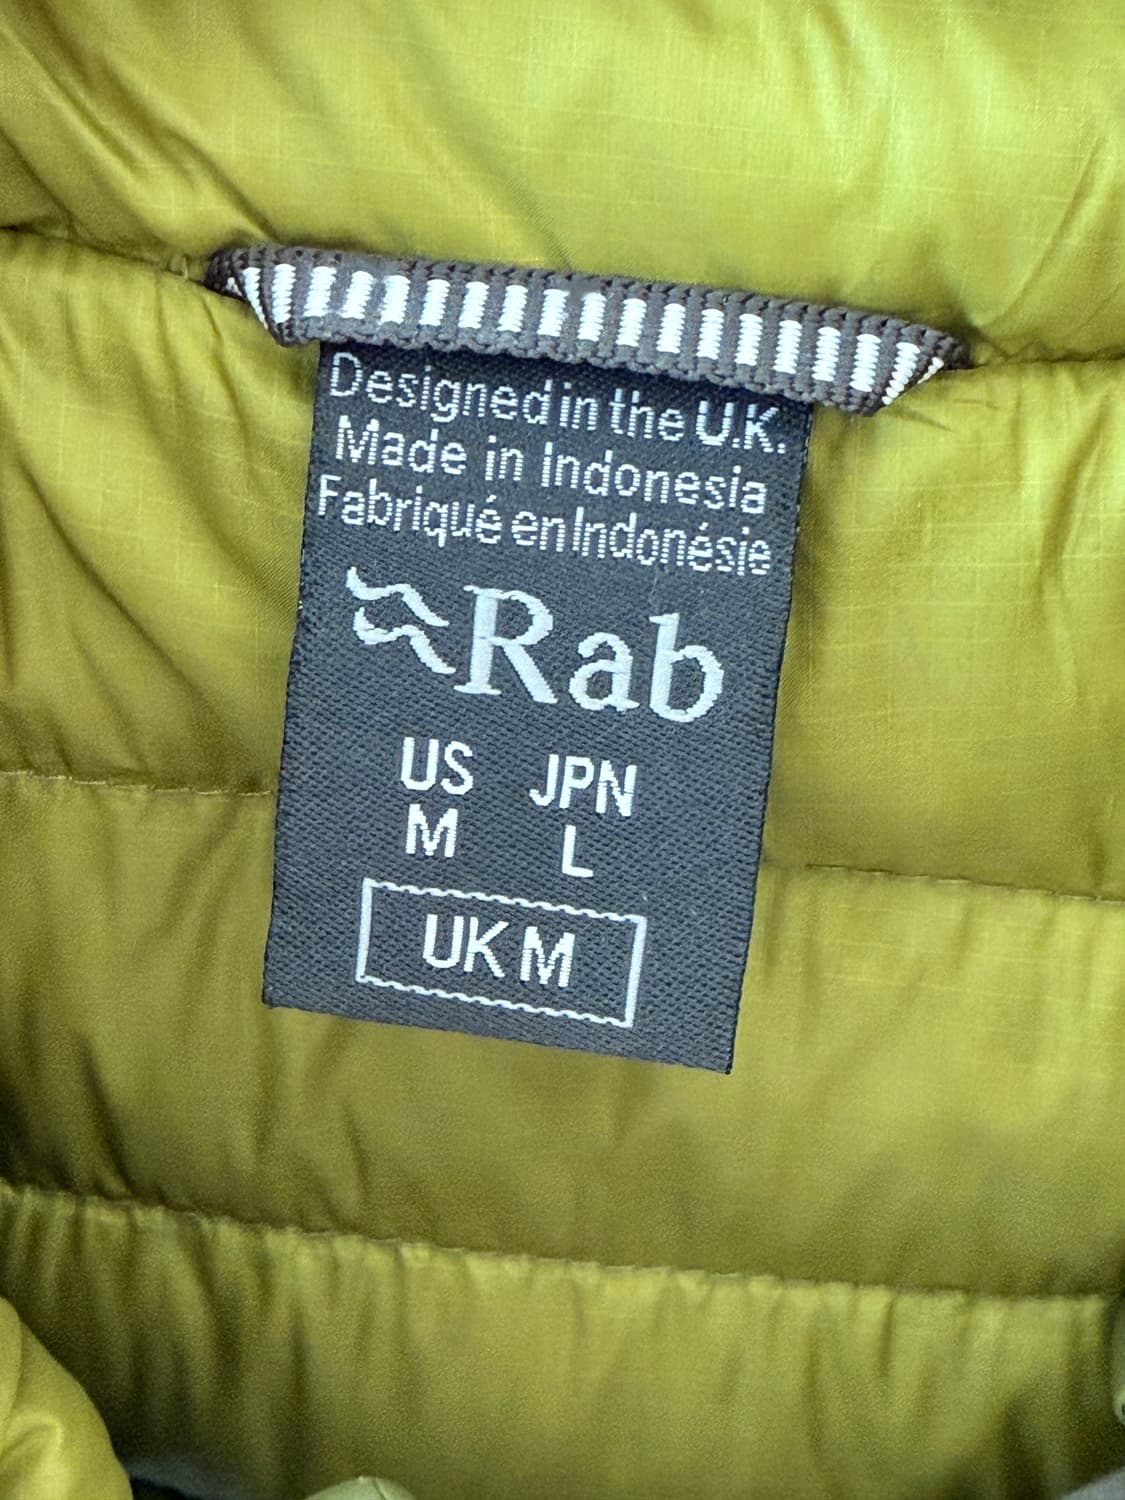 Designed in the U.K.
Made in Indonesia
Fabriqué en Indonésie
Rab
US JPN
M L
UK M